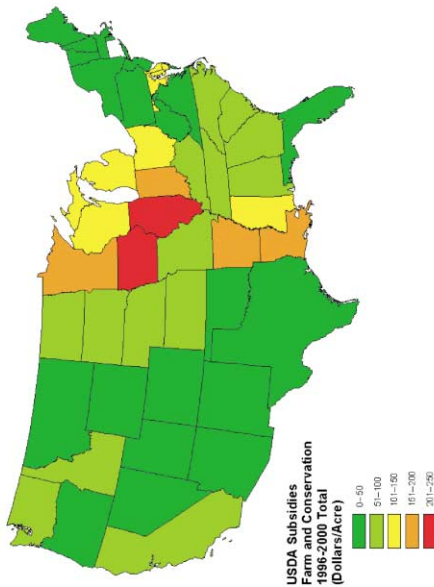 USDA Subsidies
Farm and Conservation
1996-2000 Total
(Dollars/Acre)
0–50
51–100
101–150
151–200
201–250